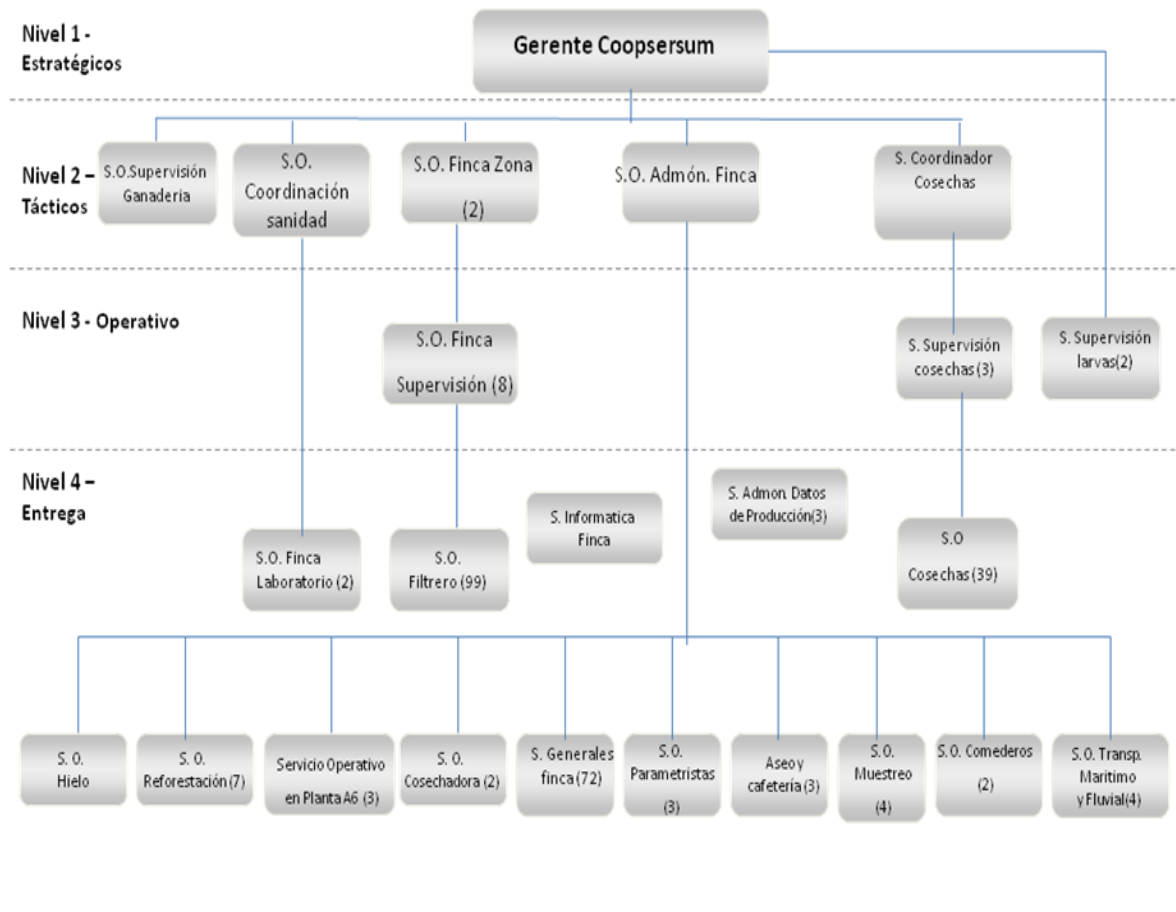 Nivel 1 -
Estratégicos
Gerente Coopsersum
Nivel 2 –
Tácticos
S.O.Supervisión
Ganaderia
S.O.
Coordinación
sanidad
S.O. Finca Zona
(2)
S.O. Admón. Finca
S. Coordinador
Cosechas
Nivel 3 - Operativo
S.O. Finca
Supervisión (8)
S. Supervisión
cosechas (3)
S. Supervisión
larvas(2)
Nivel 4 –
Entrega
S.O. Finca
Laboratorio (2)
S.O.
Filtrero (99)
S. Informatica
Finca
S. Admon. Datos
de Producción(3)
S.O
Cosechas (39)
S. O.
Hielo
S. O.
Reforestación (7)
Servicio Operativo
en Planta A6 (3)
S. O.
Cosechadora (2)
S. Generales
finca (72)
S.O.
Parametristas
(3)
Aseo y
cafetería (3)
S.O.
Muestreo
(4)
S.O. Comederos
(2)
S.O. Transp.
Maritimo
y Fluvial(4)